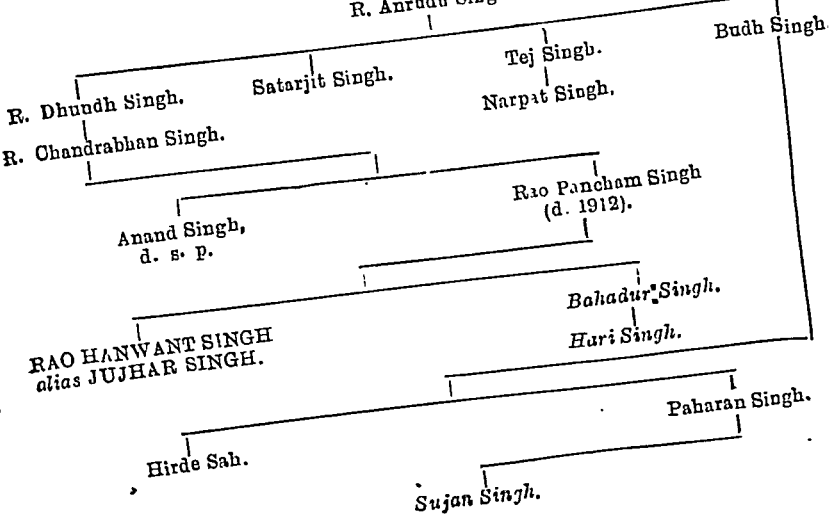 R. Anrudh
Budh Singh.
Tej Singh.
Satarjit Singh.
R. Dhundh Singh.
Narpat Singh.
R. Chandrabhan Singh.
Rao Pancham Singh
(d. 1912).
Anand Singh,
d. s. p.
Bahadur Singh.
RAO HANWANT SINGH
alias JUJHAR SINGH.
Hari Singh.
Paharan Singh.
Hirde Sah.
Sujan Singh.